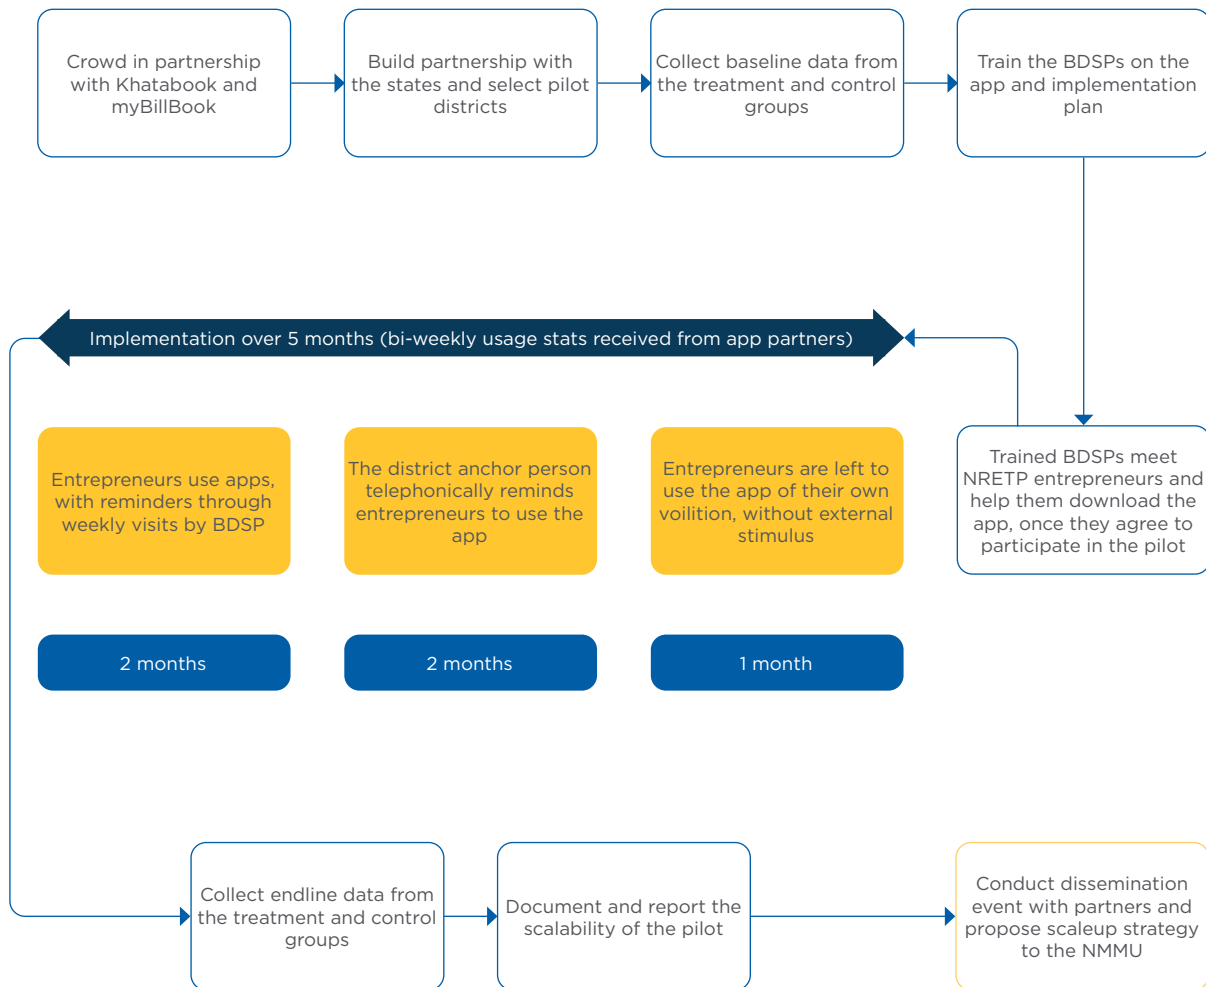 Crowd in partnership
with Khatabook and
myBillBook
Build partnership with
the states and select pilot
districts
Collect baseline data from
the treatment and control
groups
Train the BDSPs on the
app and implementation
plan
Implementation over 5 months (bi-weekly usage stats received from app partners)
Entrepreneurs use apps,
with reminders through
weekly visits by BDSP
The district anchor person
telephonically reminds
entrepreneurs to use the
app
Entrepreneurs are left to
use the app of their own
voilition, without external
stimulus
Trained BDSPs meet
NRETP entrepreneurs and
help them download the
app, once they agree to
participate in the pilot
2 months
2 months
1 month
Collect endline data from
the treatment and control
groups
Document and report the
scalability of the pilot
Conduct dissemination
event with partners and
propose scaleup strategy
to the NMMU